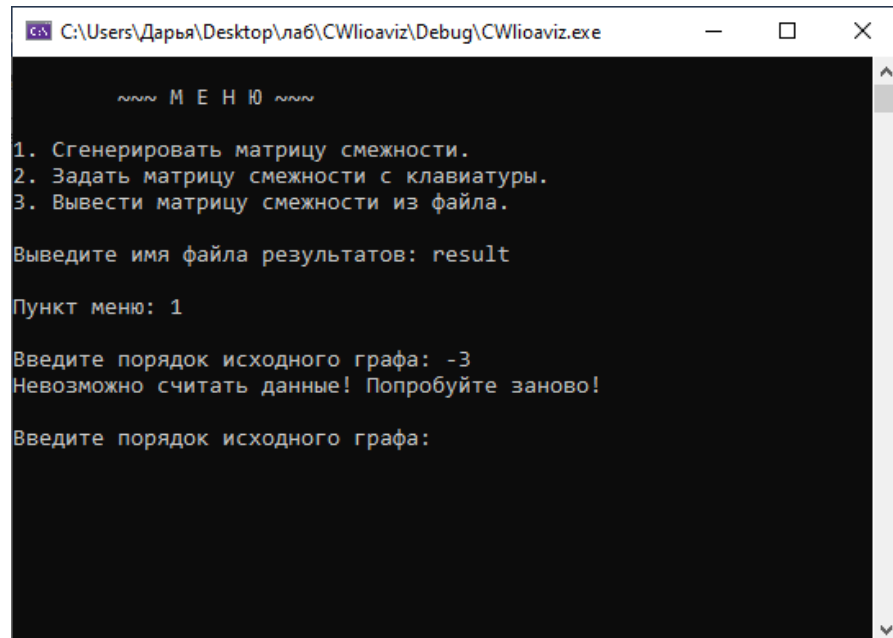 C:\Users\Дарья\Desktop\лаб\CWlioaviz\Debug\CWlioaviz.exe
~~~ М Е Н Ю ~~~
1. Сгенерировать матрицу смежности.
2. Задать матрицу смежности с клавиатуры.
3. Вывести матрицу смежности из файла.
Выведите имя файла результатов: result
Пункт меню: 1
Введите порядок исходного графа: -3
Невозможно считать данные! Попробуйте заново!
Введите порядок исходного графа: